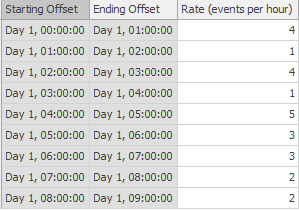 Starting Offset Ending Offset Rate (events per hour)
Day 1, 00:00:00 Day 1, 01:00:00 4
Day 1, 01:00:00 Day 1, 02:00:00 1
Day 1, 02:00:00 Day 1, 03:00:00 4
Day 1, 03:00:00 Day 1, 04:00:00 1
Day 1, 04:00:00 Day 1, 05:00:00 5
Day 1, 05:00:00 Day 1, 06:00:00 3
Day 1, 06:00:00 Day 1, 07:00:00 3
Day 1, 07:00:00 Day 1, 08:00:00 2
Day 1, 08:00:00 Day 1, 09:00:00 2